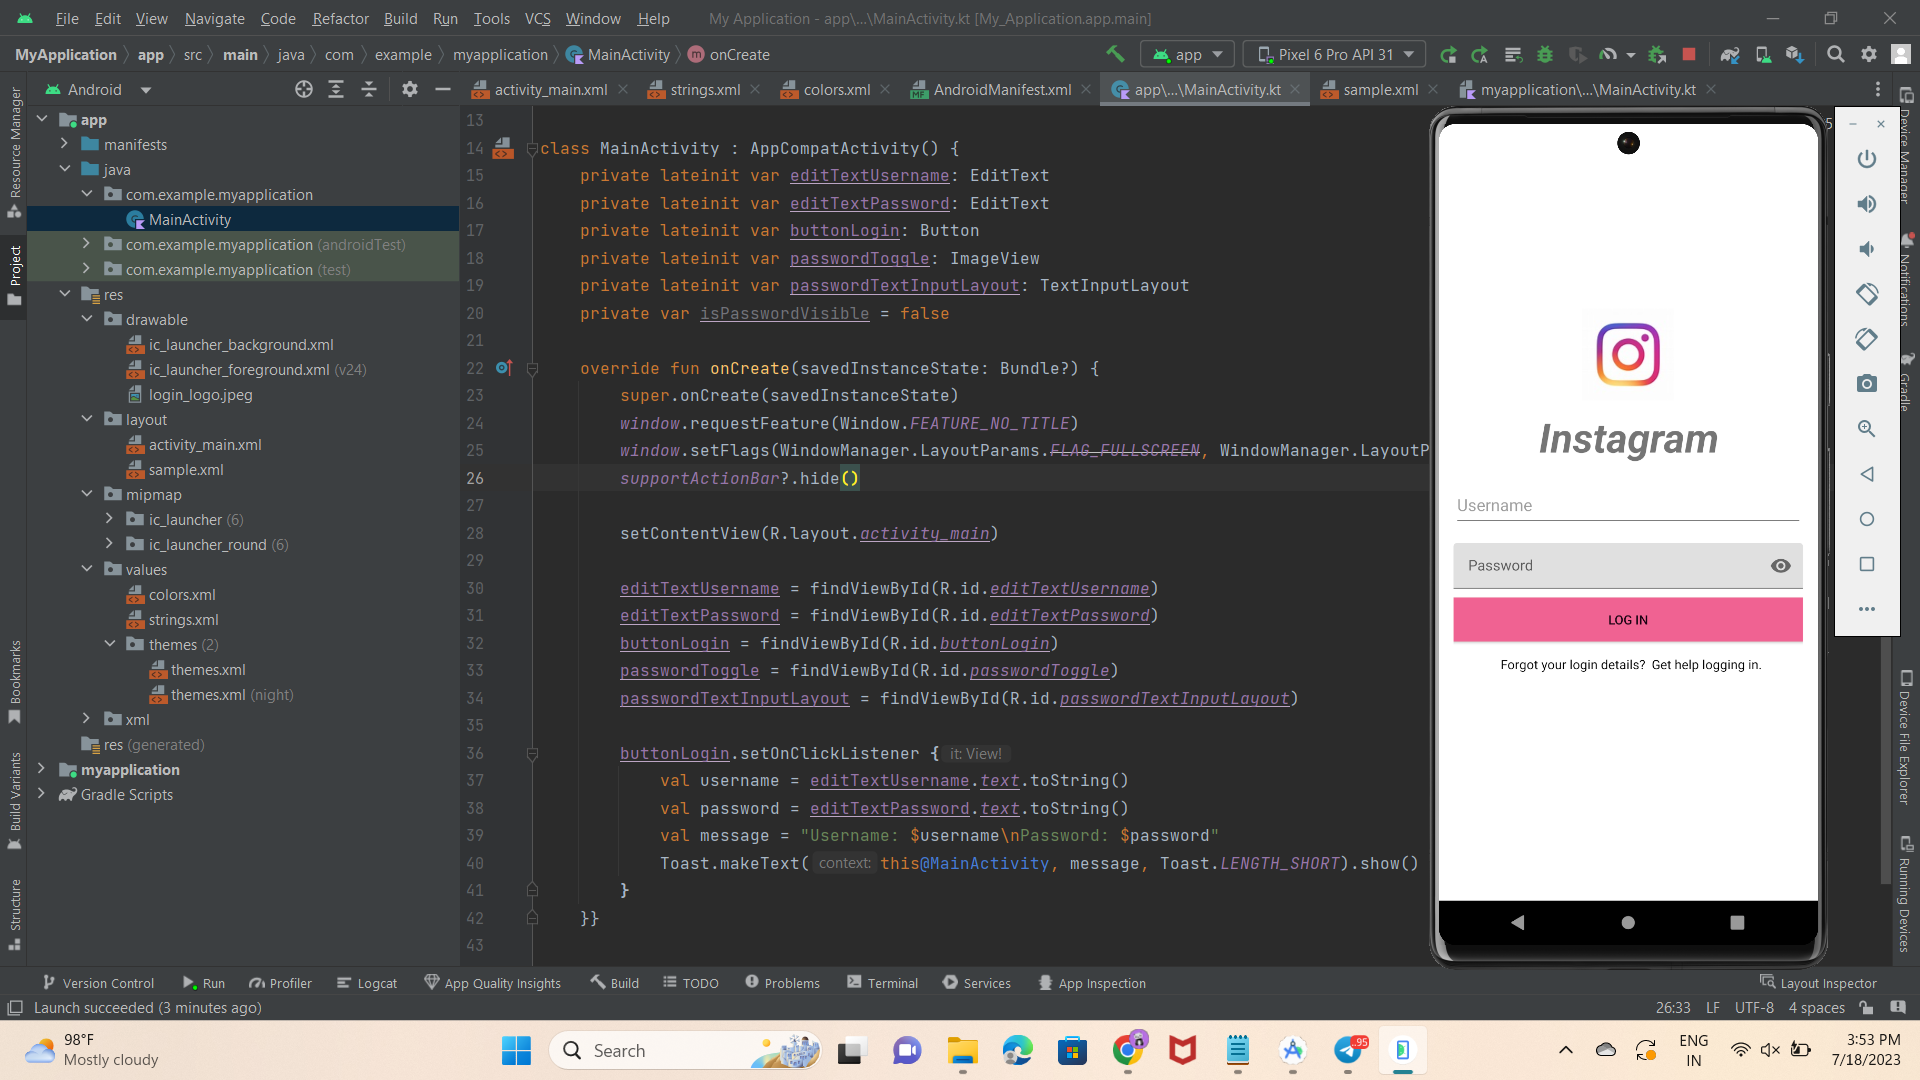 File Edit View Navigate Code Refactor Build Run Tools VCS Window Help My Application - app\...\MainActivity.kt [My_Application.app.main]
MyApplication app src main java com example myapplication MainActivity m onCreate app Pixel 6 Pro API 31
Android activity_main.xml strings.xml colors.xml MF AndroidManifest.xml app\...\MainActivity.kt sample.xml myapplication\...\MainActivity.kt
Resource Manager
Project
Bookmarks
Build Variants
Structure
app
manifests
java
com.example.myapplication
MainActivity
com.example.myapplication (androidTest)
com.example.myapplication (test)
res
drawable
ic_launcher_background.xml
ic_launcher_foreground.xml (v24)
login_logo.jpeg
layout
activity_main.xml
sample.xml
mipmap
ic_launcher (6)
ic_launcher_round (6)
values
colors.xml
strings.xml
themes (2)
themes.xml
themes.xml (night)
xml
res (generated)
myapplication
Gradle Scripts
13
14 class MainActivity : AppCompatActivity() {
15 private lateinit var editTextUsername: EditText
16 private lateinit var editTextPassword: EditText
17 private lateinit var buttonLogin: Button
18 private lateinit var passwordToggle: ImageView
19 private lateinit var passwordTextInputLayout: TextInputLayout
20 private var isPasswordVisible = false
21
22 override fun onCreate(savedInstanceState: Bundle?) {
23 super.onCreate(savedInstanceState)
24 window.requestFeature(Window.FEATURE_NO_TITLE)
25 window.setFlags(WindowManager.LayoutParams.FLAG_FULLSCREEN, WindowManager.LayoutP
26 supportActionBar?.hide()
27
28 setContentView(R.layout.activity_main)
29
30 editTextUsername = findViewById(R.id.editTextUsername)
31 editTextPassword = findViewById(R.id.editTextPassword)
32 buttonLogin = findViewById(R.id.buttonLogin)
33 passwordToggle = findViewById(R.id.passwordToggle)
34 passwordTextInputLayout = findViewById(R.id.passwordTextInputLayout)
35
36 buttonLogin.setOnClickListener { it: View!
37 val username = editTextUsername.text.toString()
38 val password = editTextPassword.text.toString()
39 val message = "Username: $username\nPassword: $password"
40 Toast.makeText( context: this@MainActivity, message, Toast.LENGTH_SHORT).show()
41 }
42 }}
43
5
Instagram
Username
Password
LOG IN
Forgot your login details? Get help logging in.
Device Manager
Notifications
Gradle
Device File Explorer
Running Devices
Version Control Run Profiler Logcat App Quality Insights Build TODO Problems Terminal Services App Inspection Layout Inspector
Launch succeeded (3 minutes ago) 26:33 LF UTF-8 4 spaces
98°F
Mostly cloudy
Search
95
ENG
IN
3:53 PM
7/18/2023